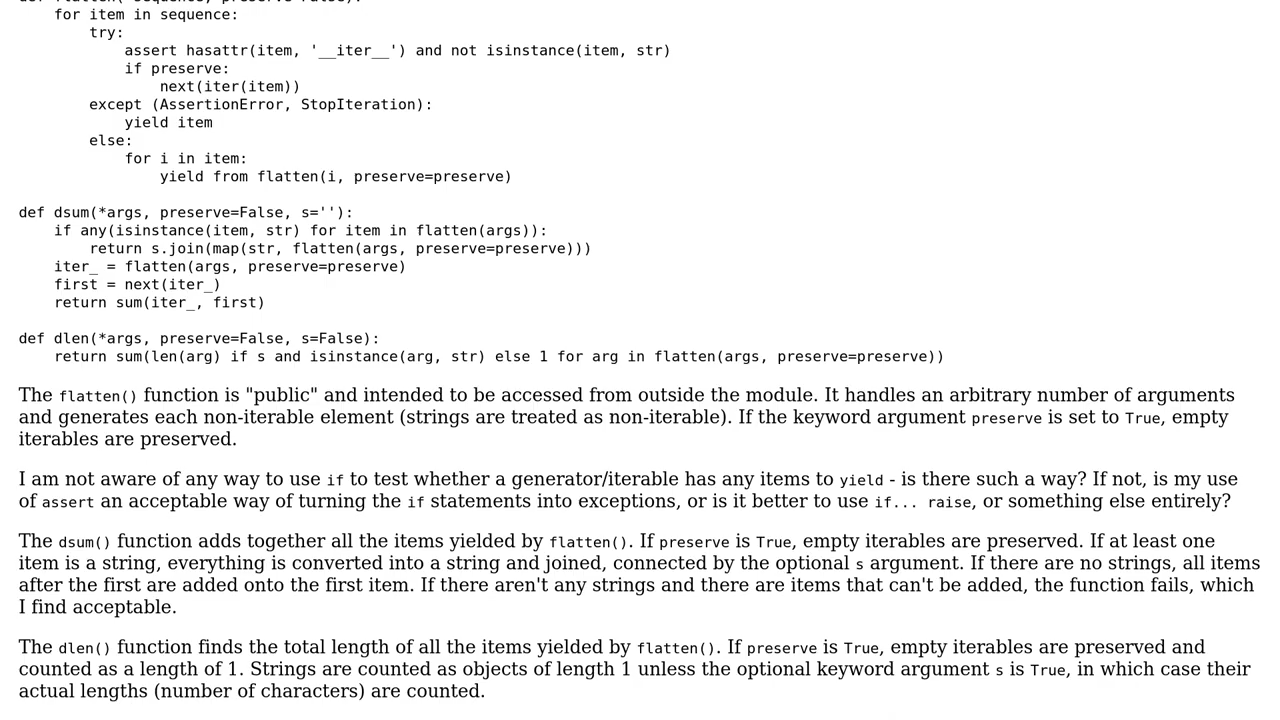 def flatten(*sequence, preserve=False):
    for item in sequence:
        try:
            assert hasattr(item, '__iter__') and not isinstance(item, str)
            if preserve:
                next(iter(item))
        except (AssertionError, StopIteration):
            yield item
        else:
            for i in item:
                yield from flatten(i, preserve=preserve)

def dsum(*args, preserve=False, s=''):
    if any(isinstance(item, str) for item in flatten(args)):
        return s.join(map(str, flatten(args, preserve=preserve)))
    iter_ = flatten(args, preserve=preserve)
    first = next(iter_)
    return sum(iter_, first)

def dlen(*args, preserve=False, s=False):
    return sum(len(arg) if s and isinstance(arg, str) else 1 for arg in flatten(args, preserve=preserve))

The flatten() function is "public" and intended to be accessed from outside the module. It handles an arbitrary number of arguments
and generates each non-iterable element (strings are treated as non-iterable). If the keyword argument preserve is set to True, empty
iterables are preserved.

I am not aware of any way to use if to test whether a generator/iterable has any items to yield - is there such a way? If not, is my use
of assert an acceptable way of turning the if statements into exceptions, or is it better to use if... raise, or something else entirely?

The dsum() function adds together all the items yielded by flatten(). If preserve is True, empty iterables are preserved. If at least one
item is a string, everything is converted into a string and joined, connected by the optional s argument. If there are no strings, all items
after the first are added onto the first item. If there aren't any strings and there are items that can't be added, the function fails, which
I find acceptable.

The dlen() function finds the total length of all the items yielded by flatten(). If preserve is True, empty iterables are preserved and
counted as a length of 1. Strings are counted as objects of length 1 unless the optional keyword argument s is True, in which case their
actual lengths (number of characters) are counted.